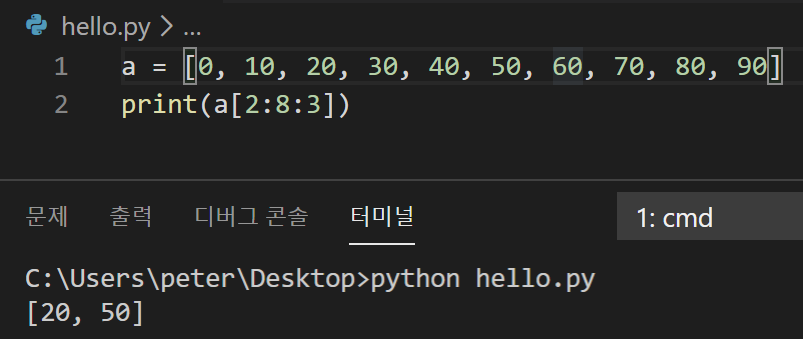 hello.py > ...
1 a = [0, 10, 20, 30, 40, 50, 60, 70, 80, 90]
2 print(a[2:8:3])
문제 출력 디버그 콘솔 터미널 1: cmd
C:\Users\peter\Desktop>python hello.py
[20, 50]